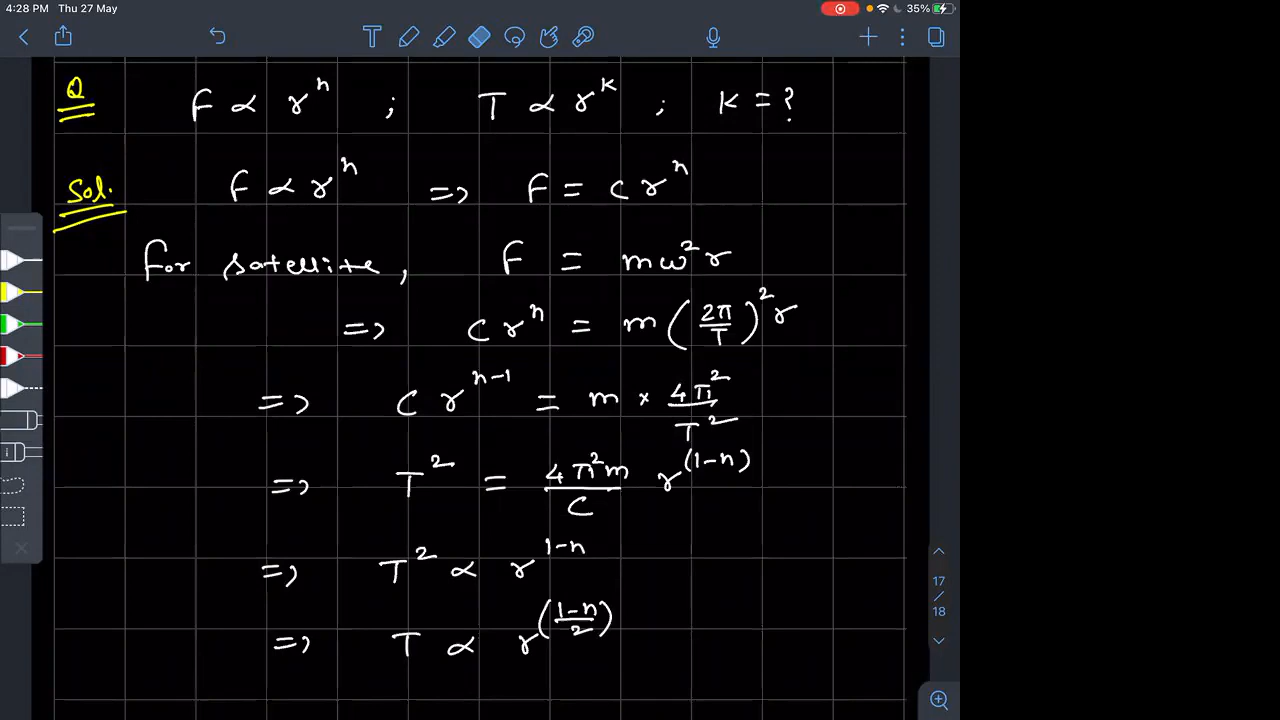 4:28 PM Thu 27 May 35%
Q F ∝ r^n ; T ∝ r^k ; k = ?
Sol. F ∝ r^n => F = c r^n
For satellite, F = mω²r
=> c r^n = m (2π/T)² r
=> c r^(n-1) = m × 4π²/T²
=> T² = 4π²m/c r^(1-n)
=> T² ∝ r^(1-n)
=> T ∝ r^((1-n)/2)
17
/
18